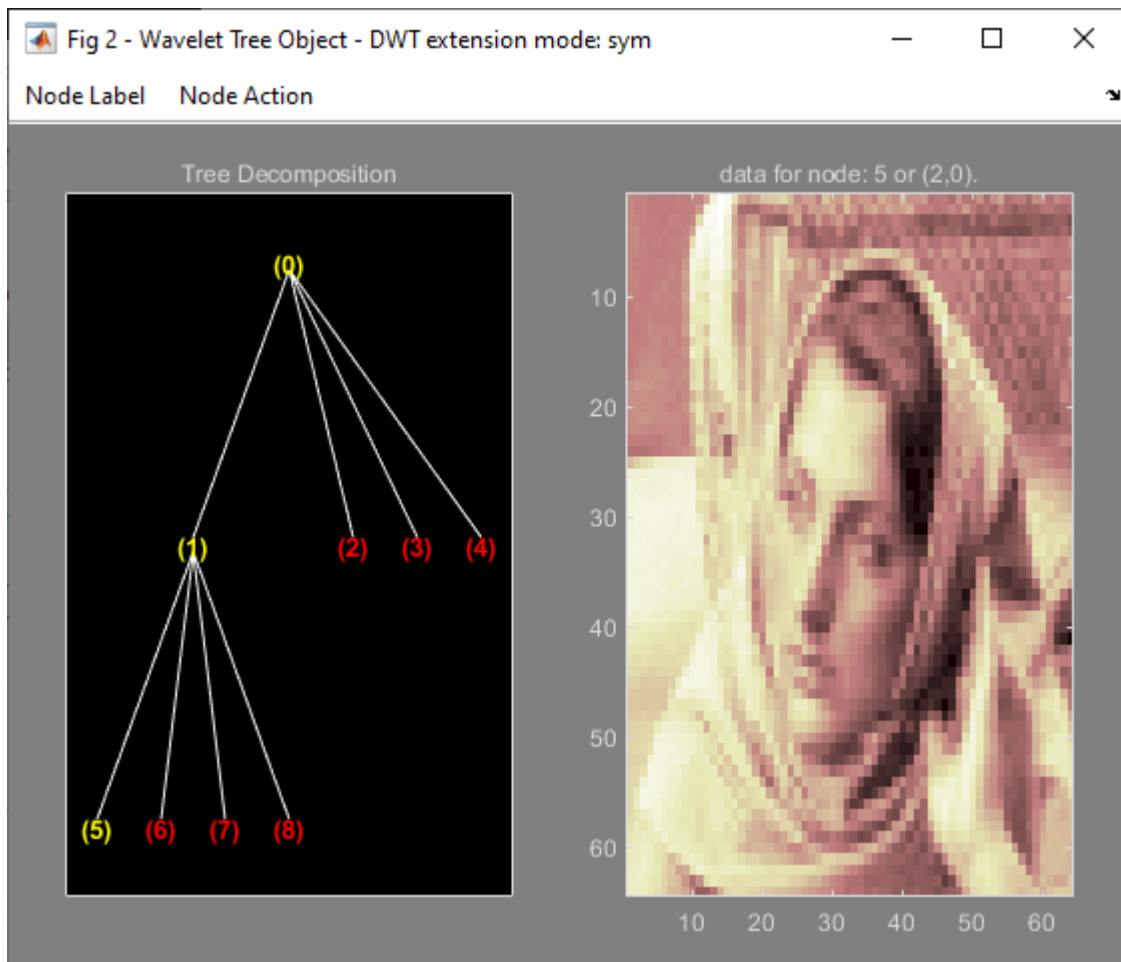 Fig 2 - Wavelet Tree Object - DWT extension mode: sym
Node Label Node Action
Tree Decomposition
(0)
(1) (2) (3) (4)
(5) (6) (7) (8)
data for node: 5 or (2,0).
10
20
30
40
50
60
10 20 30 40 50 60